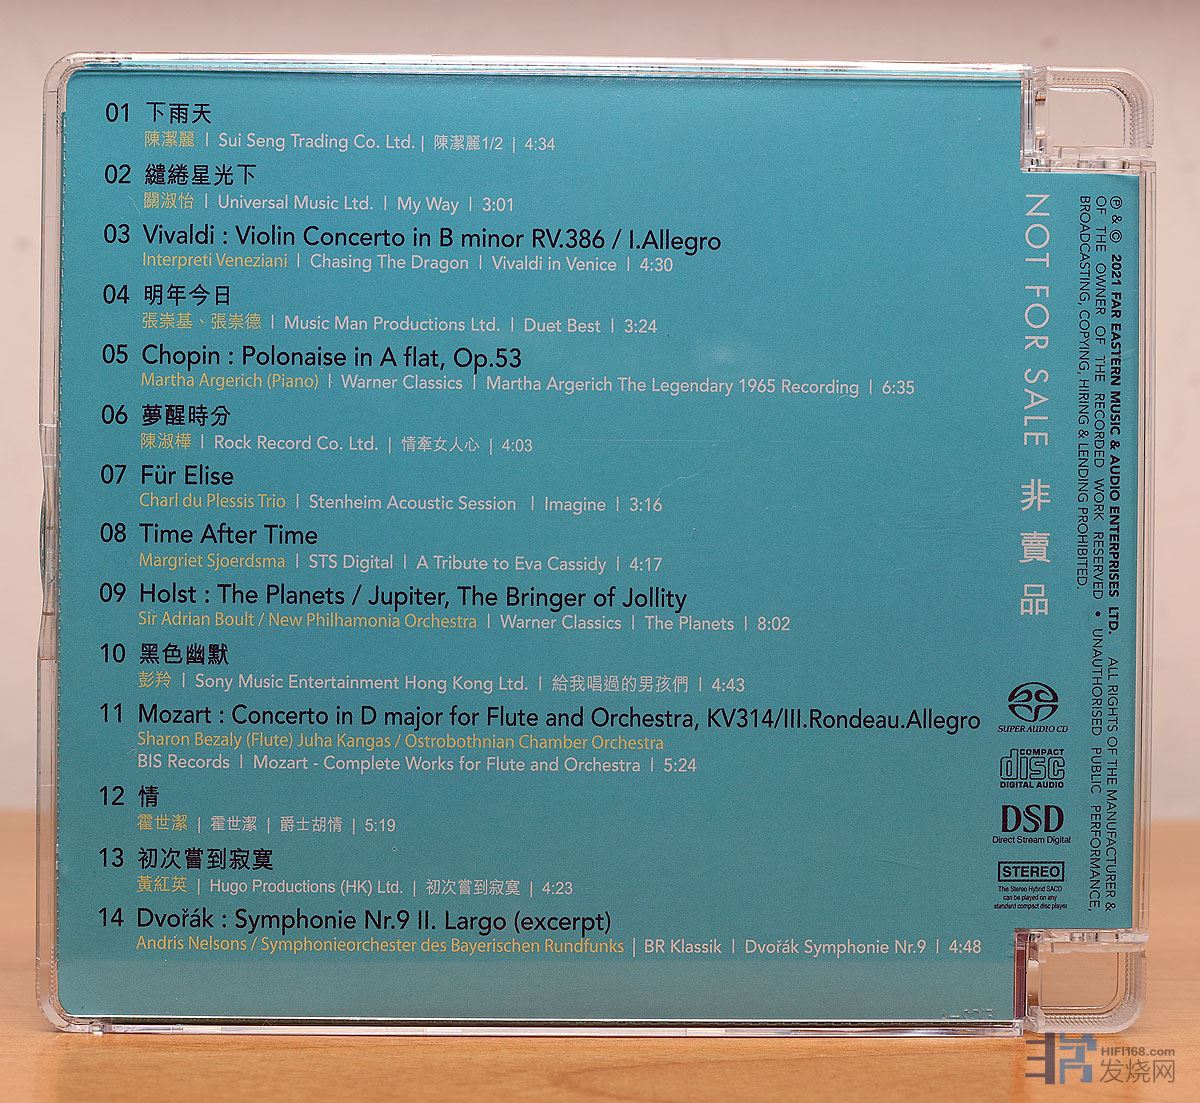 01 下雨天
陳潔麗 | Sui Seng Trading Co. Ltd. | 陳潔麗1/2 | 4:34
02 繾綣星光下
關淑怡 | Universal Music Ltd. | My Way | 3:01
03 Vivaldi : Violin Concerto in B minor RV.386 / I.Allegro
Interpreti Veneziani | Chasing The Dragon | Vivaldi in Venice | 4:30
04 明年今日
張崇基、張崇德 | Music Man Productions Ltd. | Duet Best | 3:24
05 Chopin : Polonaise in A flat, Op.53
Martha Argerich (Piano) | Warner Classics | Martha Argerich The Legendary 1965 Recording | 6:35
06 夢醒時分
陳淑樺 | Rock Record Co. Ltd. | 情牽女人心 | 4:03
07 Für Elise
Charl du Plessis Trio | Stenheim Acoustic Session | Imagine | 3:16
08 Time After Time
Margriet Sjoerdsma | STS Digital | A Tribute to Eva Cassidy | 4:17
09 Holst : The Planets / Jupiter, The Bringer of Jollity
Sir Adrian Boult / New Philhamonia Orchestra | Warner Classics | The Planets | 8:02
10 黑色幽默
彭羚 | Sony Music Entertainment Hong Kong Ltd. | 給我唱過的男孩們 | 4:43
11 Mozart : Concerto in D major for Flute and Orchestra, KV314/III.Rondeau.Allegro
Sharon Bezaly (Flute) Juha Kangas / Ostrobothnian Chamber Orchestra
BIS Records | Mozart - Complete Works for Flute and Orchestra | 5:24
12 情
霍世潔 | 霍世潔 | 爵士胡情 | 5:19
13 初次嘗到寂寞
黃紅英 | Hugo Productions (HK) Ltd. | 初次嘗到寂寞 | 4:23
14 Dvořák : Symphonie Nr.9 II. Largo (excerpt)
Andris Nelsons / Symphonieorchester des Bayerischen Rundfunks | BR Klassik | Dvořák Symphonie Nr.9 | 4:48
NOT FOR SALE 非賣品
SUPER AUDIO CD
COMPACT
disc
DIGITAL AUDIO
DSD
Direct Stream Digital
STEREO
The Stereo Hybrid SACD
can be played on any
standard compact disc player
℗ & © 2021 FAR EASTERN MUSIC & AUDIO ENTERPRISES LTD. ALL RIGHTS OF THE MANUFACTURER &
OF THE OWNER OF THE RECORDED WORK RESERVED • UNAUTHORISED PUBLIC PERFORMANCE,
BROADCASTING, COPYING, HIRING & LENDING PROHIBITED.
HIFI168.com
发烧网